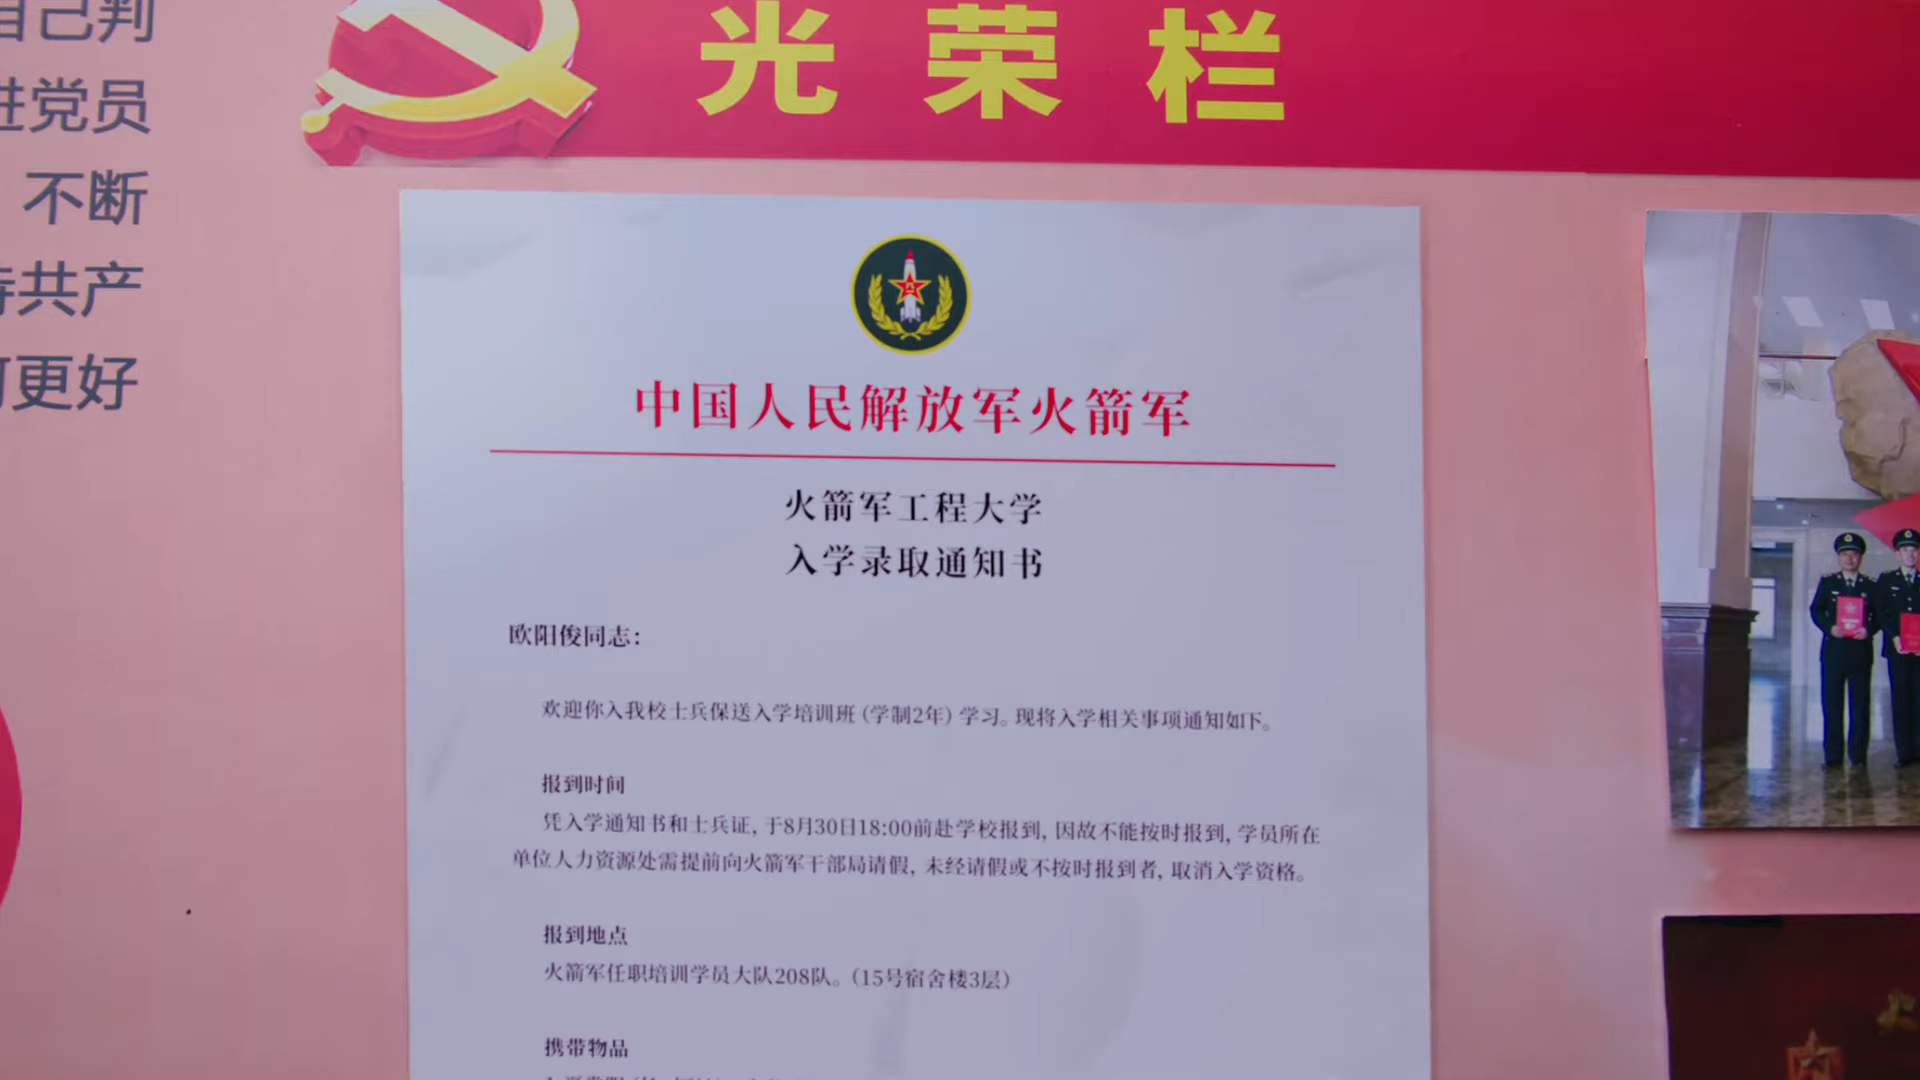 自己判
进党员
不断
共产
更好
光荣栏
中国人民解放军火箭军
火箭军工程大学
入学录取通知书
欧阳俊同志：
欢迎你入我校士兵保送入学培训班（学制2年）学习。现将入学相关事项通知如下。
报到时间
凭入学通知书和士兵证，于8月30日18:00前赴学校报到，因故不能按时报到，学员所在
单位人力资源处需提前向火箭军干部局请假，未经请假或不按时报到者，取消入学资格。
报到地点
火箭军任职培训学员大队208队。（15号宿舍楼3层）
携带物品